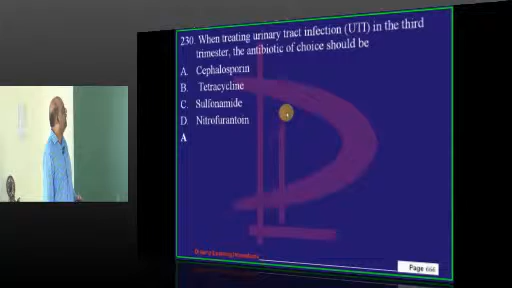 230. When treating urinary tract infection (UTI) in the third
trimester, the antibiotic of choice should be
A. Cephalosporin
B. Tetracycline
C. Sulfonamide
D. Nitrofurantoin
A
Page 666